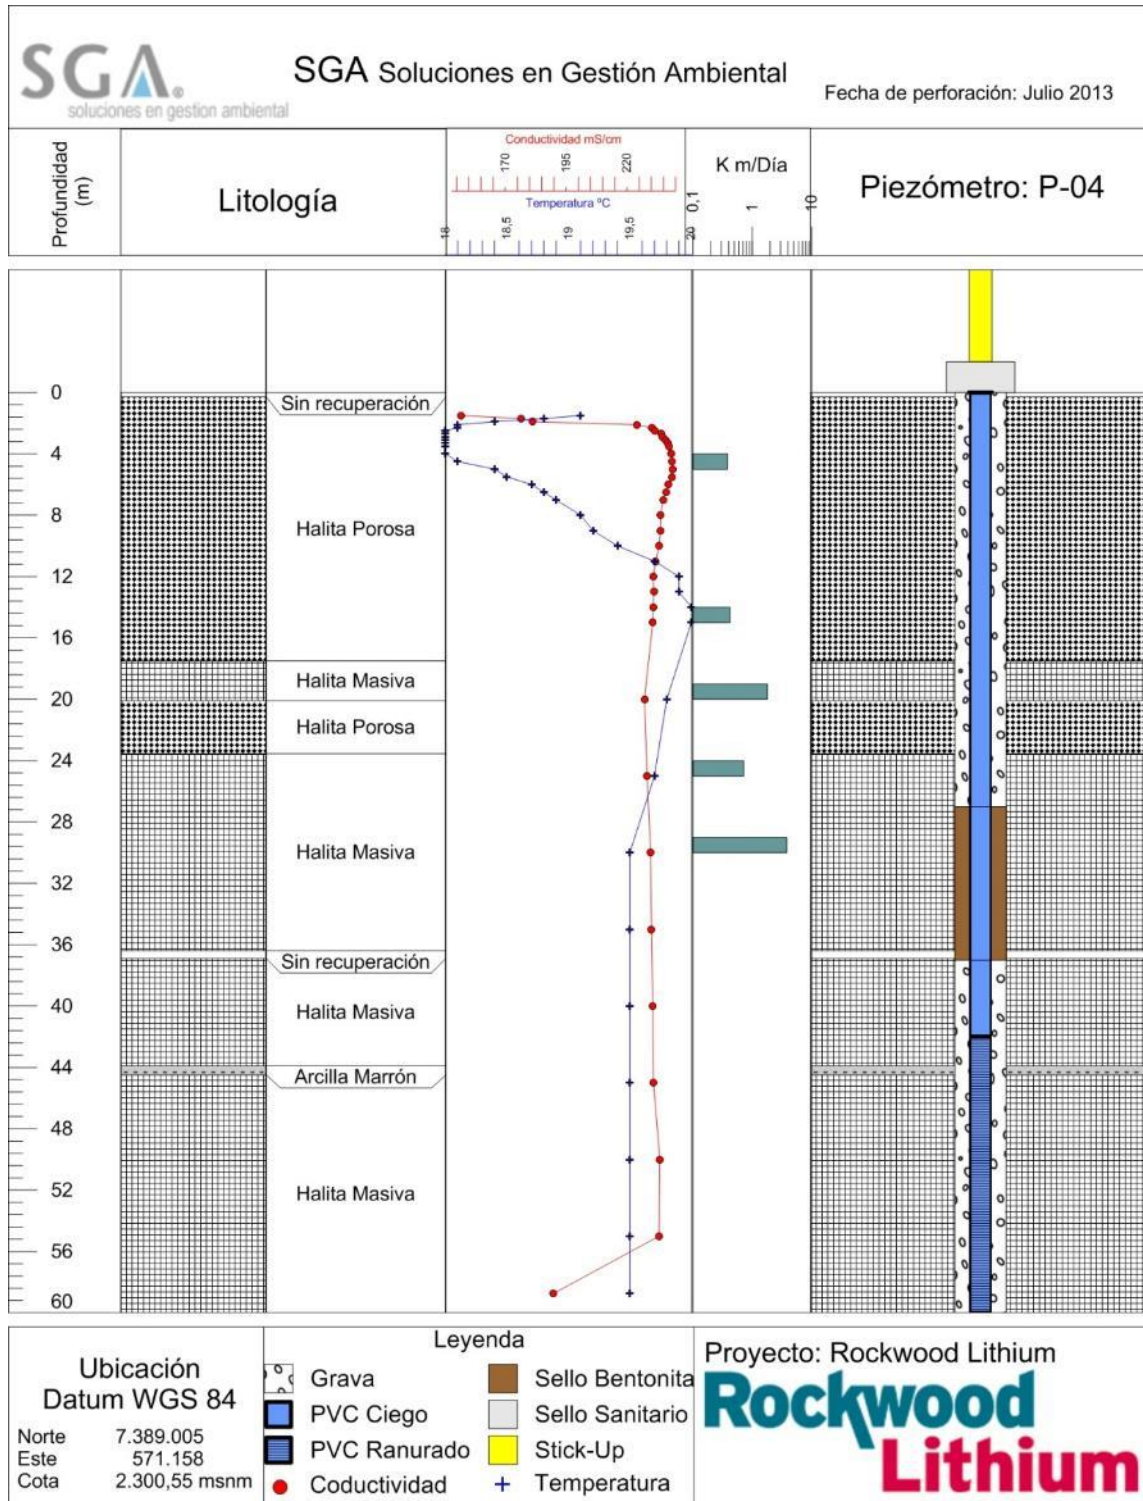 SGA
soluciones en gestion ambiental
SGA Soluciones en Gestión Ambiental
Fecha de perforación: Julio 2013
Profundidad
(m)
Litología
Conductividad mS/cm
170 195 220
Temperatura ºC
18 18,5 19 19,5 20
K m/Día
0,1 1 10
Piezómetro: P-04
0
Sin recuperación
4
8
Halita Porosa
12
16
Halita Masiva
20
Halita Porosa
24
28
Halita Masiva
32
36
Sin recuperación
40
Halita Masiva
44
Arcilla Marrón
48
52
Halita Masiva
56
60
Ubicación
Datum WGS 84
Norte 7.389.005
Este 571.158
Cota 2.300,55 msnm
Leyenda
Grava
PVC Ciego
PVC Ranurado
Coductividad
Sello Bentonita
Sello Sanitario
Stick-Up
Temperatura
Proyecto: Rockwood Lithium
Rockwood
Lithium